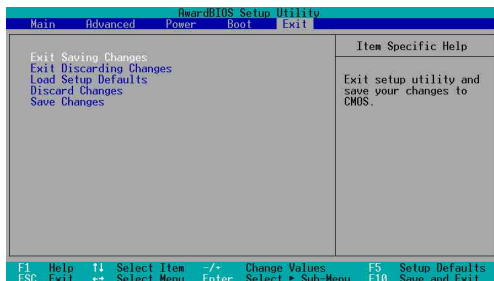 AwardBIOS Setup Utility
Main Advanced Power Boot Exit
Item Specific Help
Exit Saving Changes
Exit Discarding Changes
Load Setup Defaults
Discard Changes
Save Changes
Exit setup utility and
save your changes to
CMOS.
F1 Help ↑↓ Select Item -/+ Change Values F5 Setup Defaults
ESC Exit ←→ Select Menu Enter Select ► Sub-Menu F10 Save and Exit